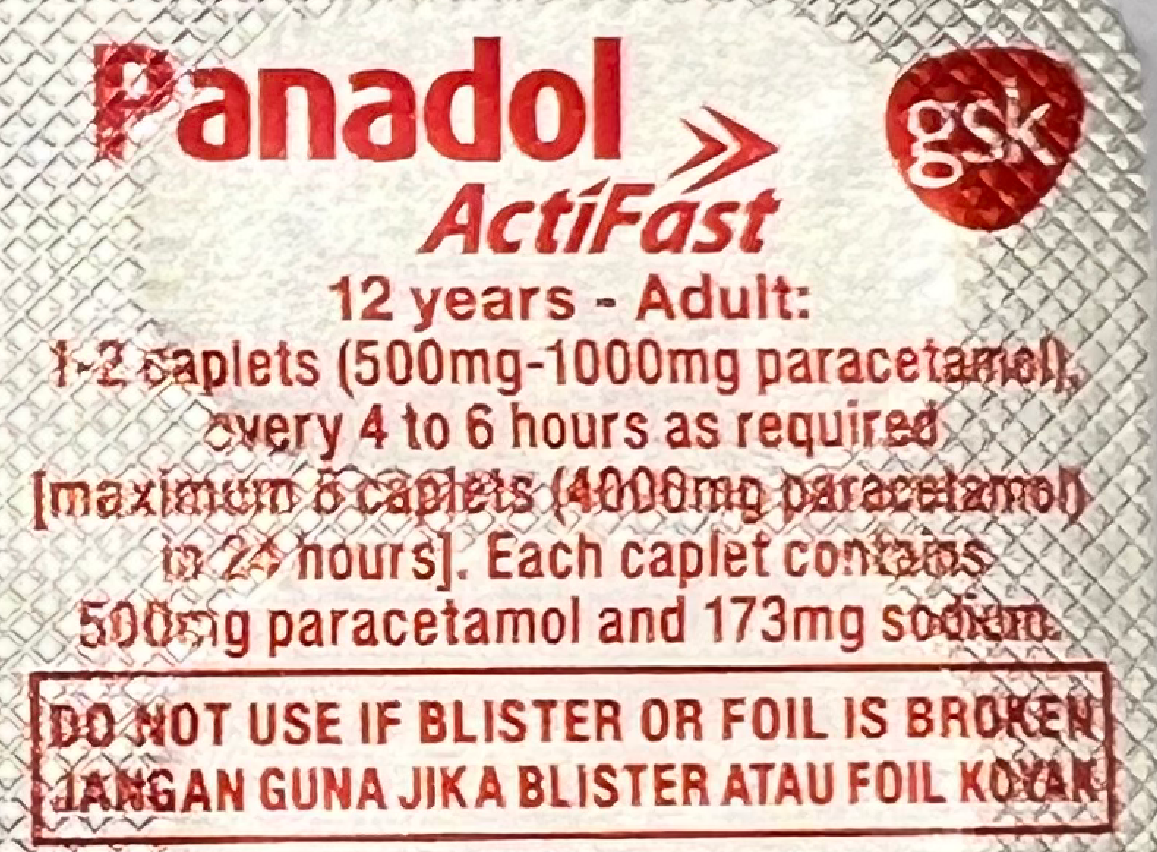 Panadol
gsk
ActiFast
12 years - Adult:
1-2 caplets (500mg-1000mg paracetamol),
every 4 to 6 hours as required
[maximum 8 caplets (4000mg paracetamol)
in 24 hours]. Each caplet contains
500mg paracetamol and 173mg sodium.
DO NOT USE IF BLISTER OR FOIL IS BROKEN
JANGAN GUNA JIKA BLISTER ATAU FOIL KOYAK